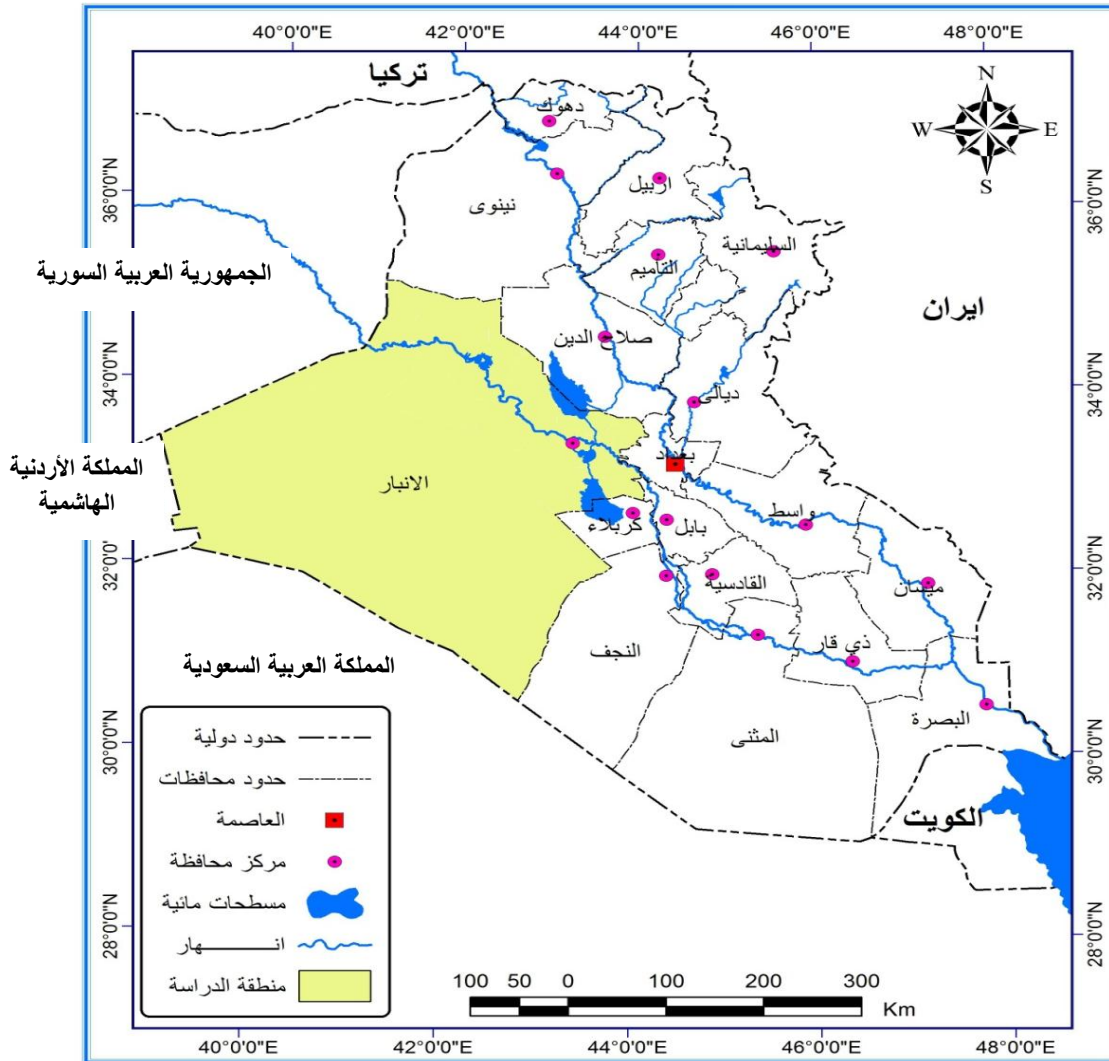 40°0'0"E
42°0'0"E
44°0'0"E
46°0'0"E
48°0'0"E
تركيا
N
W
E
S
دهوك
36°0'0"N
36°0'0"N
اربيل
نينوى
السليمانية
التاميم
الجمهورية العربية السورية
ايران
صلاح الدين
34°0'0"N
34°0'0"N
ديالى
بغداد
المملكة الأردنية
الهاشمية
الانبار
واسط
كربلاء
بابل
32°0'0"N
32°0'0"N
القادسية
ميسان
النجف
ذي قار
المملكة العربية السعودية
البصرة
المثنى
30°0'0"N
30°0'0"N
حدود دولية
حدود محافظات
العاصمة
مركز محافظة
مسطحات مائية
انــــهار
منطقة الدراسة
الكويت
28°0'0"N
28°0'0"N
100 50 0 100 200 300
Km
40°0'0"E
42°0'0"E
44°0'0"E
46°0'0"E
48°0'0"E